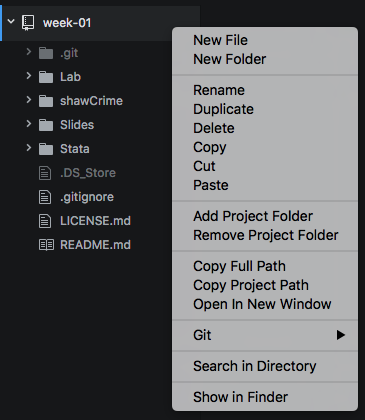 week-01
.git
Lab
shawCrime
Slides
Stata
.DS_Store
.gitignore
LICENSE.md
README.md
New File
New Folder
Rename
Duplicate
Delete
Copy
Cut
Paste
Add Project Folder
Remove Project Folder
Copy Full Path
Copy Project Path
Open In New Window
Git
Search in Directory
Show in Finder